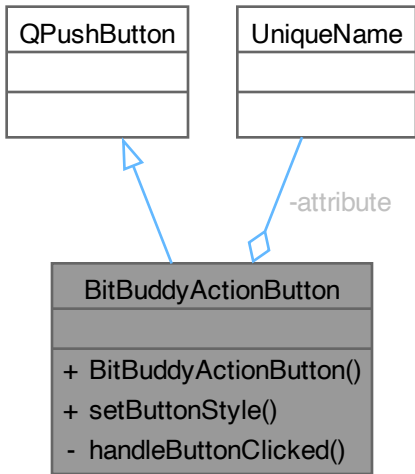 QPushButton
UniqueName
-attribute
BitBuddyActionButton
+ BitBuddyActionButton()
+ setButtonStyle()
- handleButtonClicked()